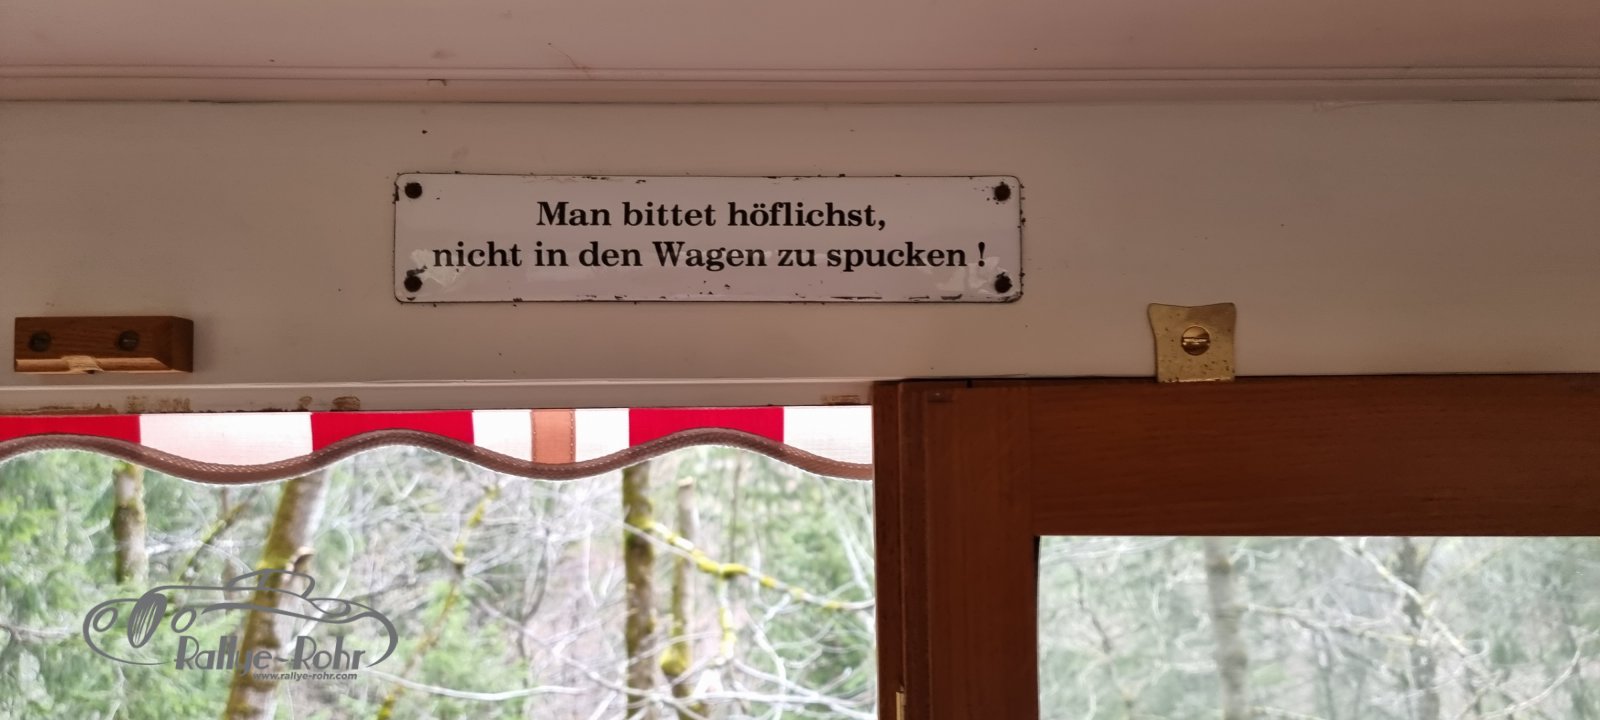 Man bittet höflichst,
nicht in den Wagen zu spucken !
Rallye-Rohr
www.rallye-rohr.com